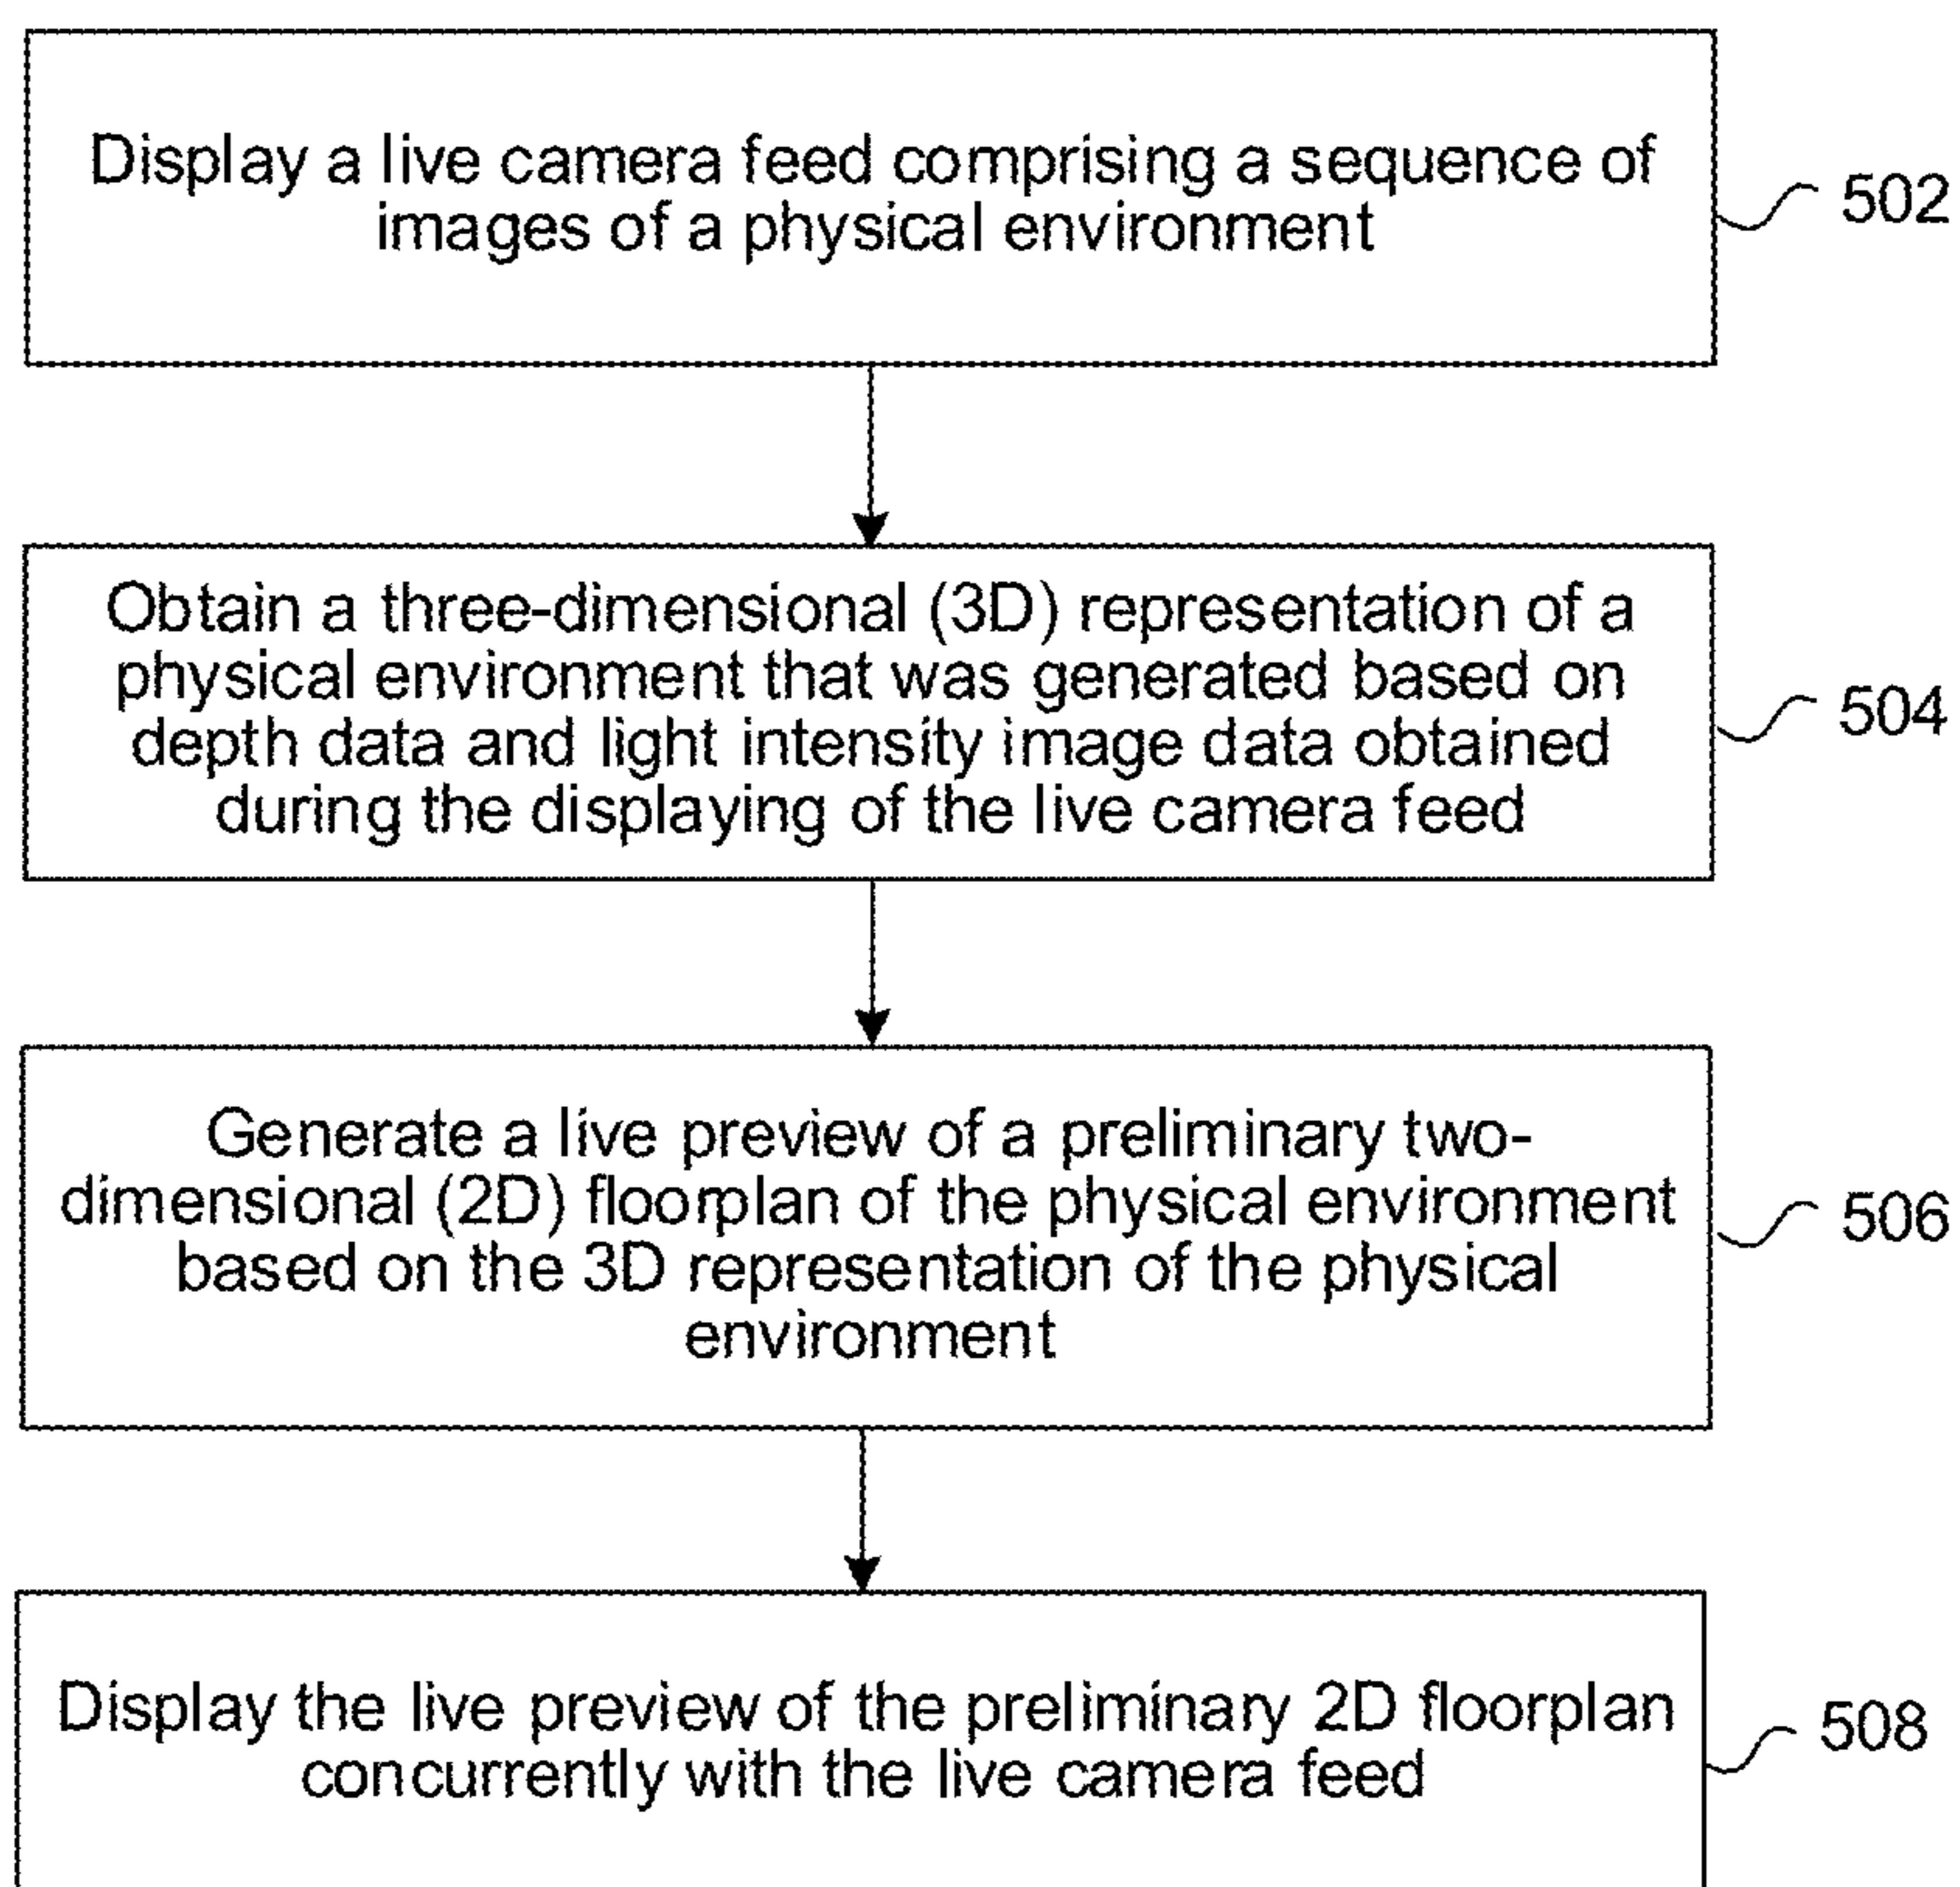 Display a live camera feed comprising a sequence of
images of a physical environment
502
Obtain a three-dimensional (3D) representation of a
physical environment that was generated based on
depth data and light intensity image data obtained
during the displaying of the live camera feed
504
Generate a live preview of a preliminary two-
dimensional (2D) floorplan of the physical environment
based on the 3D representation of the physical
environment
506
Display the live preview of the preliminary 2D floorplan
concurrently with the live camera feed
508